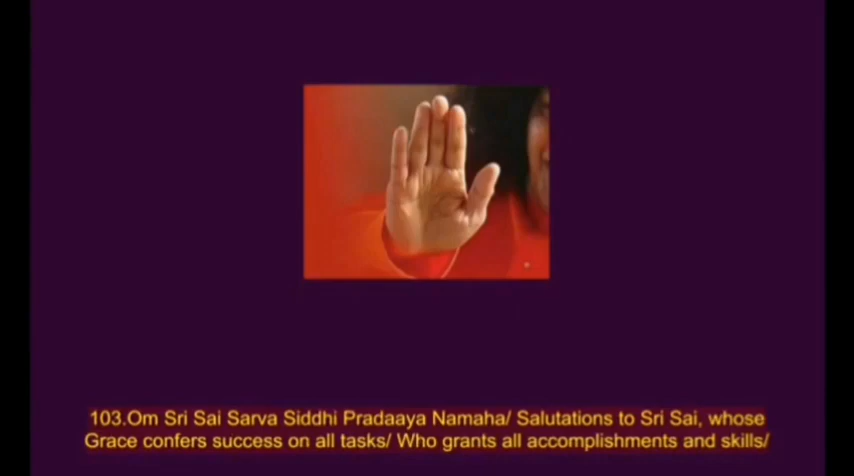 103.Om Sri Sai Sarva Siddhi Pradaaya Namaha/ Salutations to Sri Sai, whose
Grace confers success on all tasks/ Who grants all accomplishments and skills/